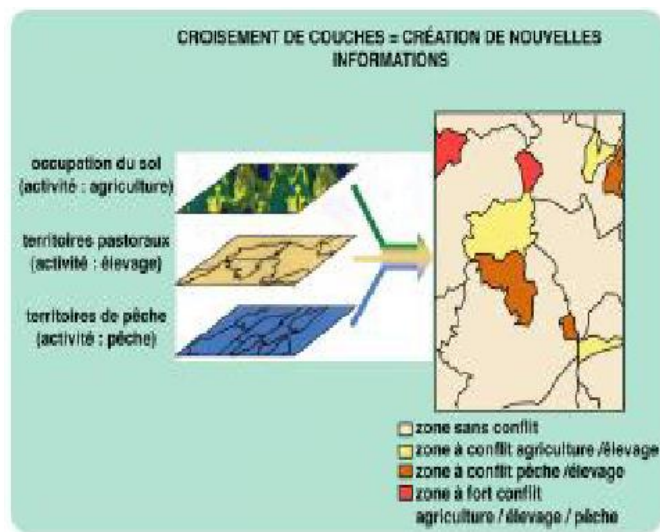 CROISEMENT DE COUCHES = CRÉATION DE NOUVELLES
INFORMATIONS
occupation du sol
(activité : agriculture)
territoires pastoraux
(activité : élevage)
territoires de pêche
(activité : pêche)
zone sans conflit
zone à conflit agriculture /élevage
zone à conflit pêche /élevage
zone à fort conflit
agriculture / élevage / pêche